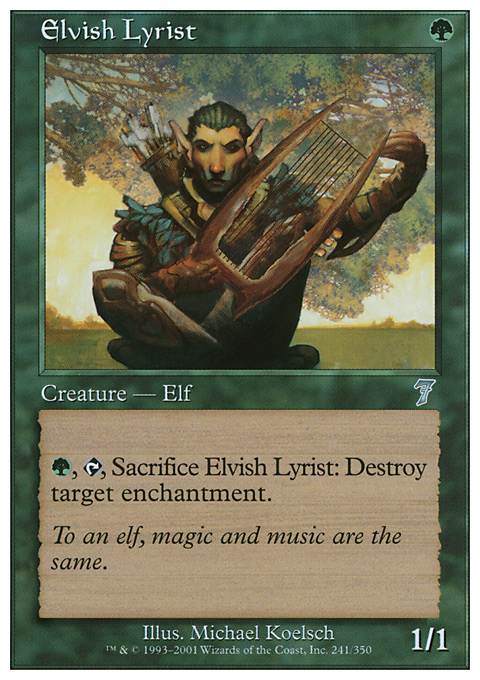 Elvish Lyrist
Creature — Elf
, , Sacrifice Elvish Lyrist: Destroy
target enchantment.
To an elf, magic and music are the
same.
Illus. Michael Koelsch
1/1
™ & © 1993-2001 Wizards of the Coast, Inc. 241/350